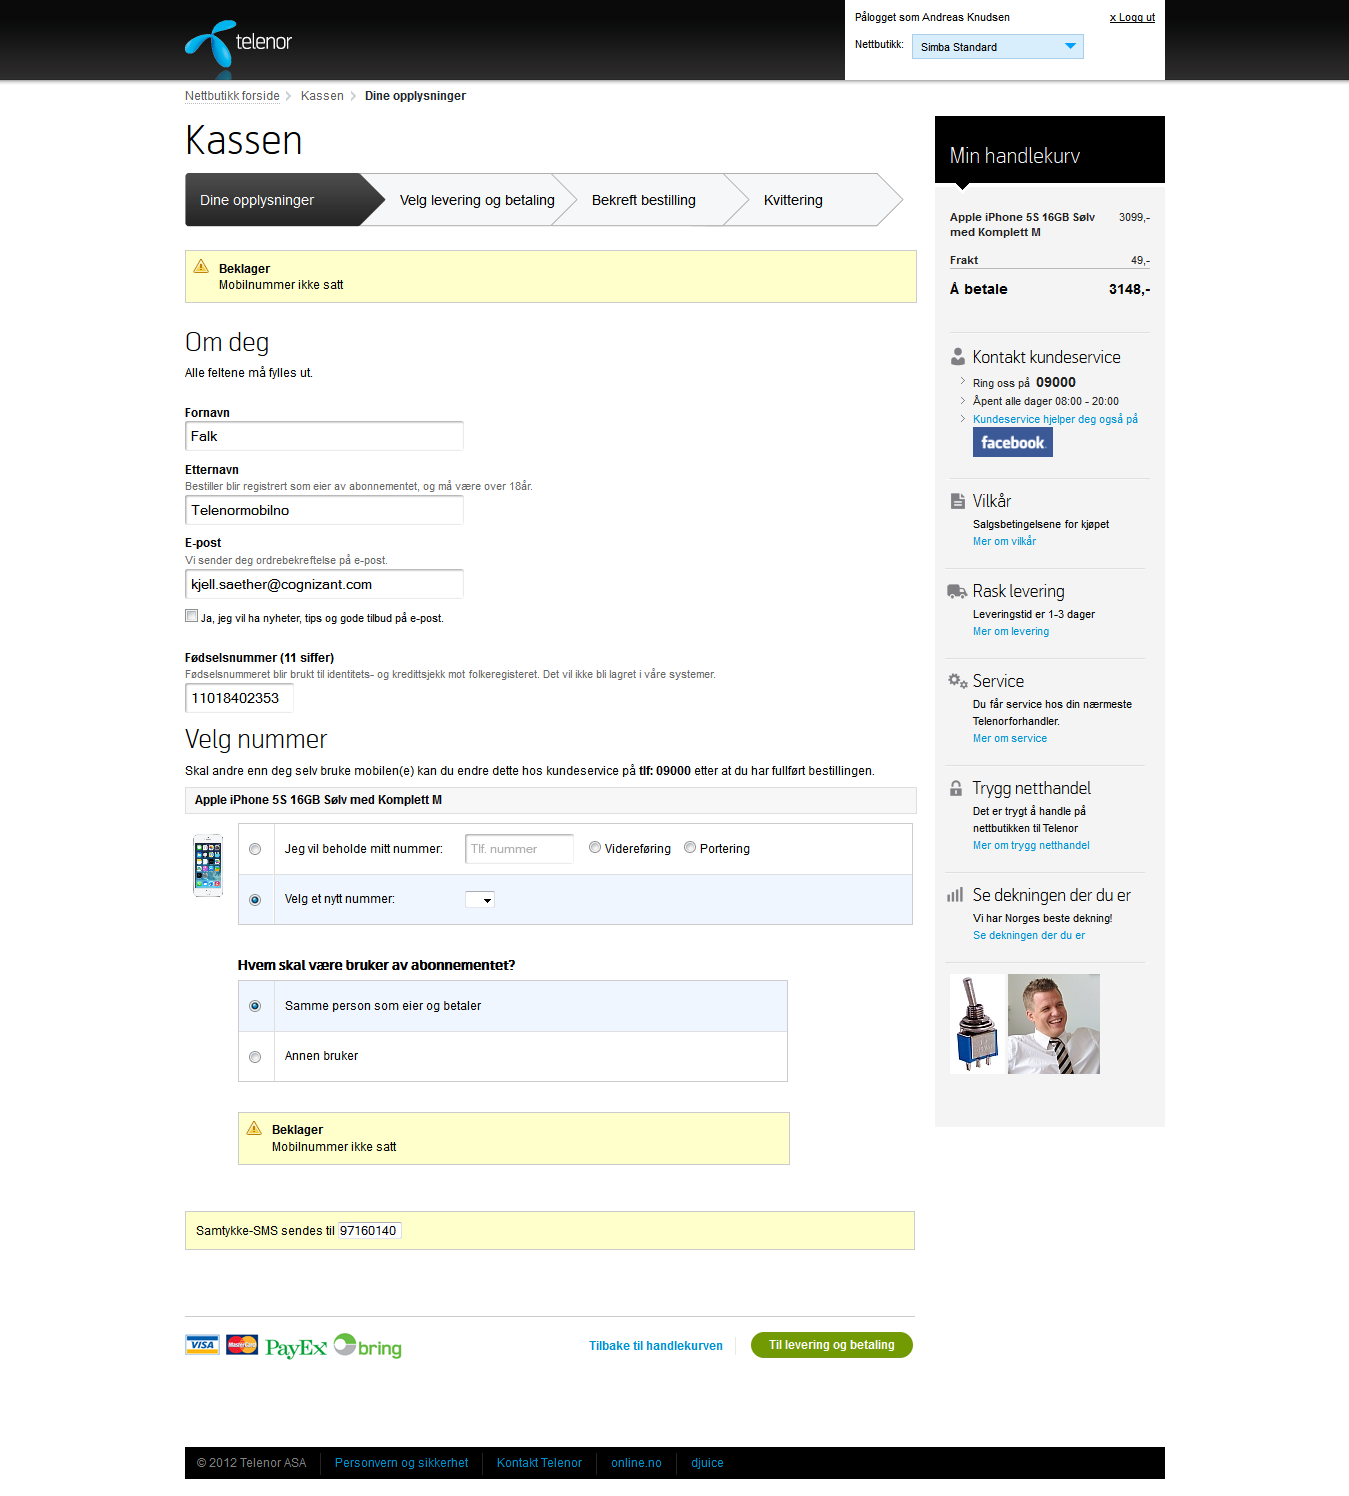 telenor
Pålogget som Andreas Knudsen
x Logg ut
Nettbutikk:
Simba Standard
Nettbutikk forside
Kassen
Dine opplysninger
Kassen
Dine opplysninger
Velg levering og betaling
Bekreft bestilling
Kvittering
Beklager
Mobilnummer ikke satt
Om deg
Alle feltene må fylles ut.
Fornavn
Falk
Etternavn
Bestiller blir registrert som eier av abonnementet, og må være over 18år.
Telenormobilno
E-post
Vi sender deg ordrebekreftelse på e-post.
kjell.saether@cognizant.com
Ja, jeg vil ha nyheter, tips og gode tilbud på e-post.
Fødselsnummer (11 siffer)
Fødselsnummeret blir brukt til identitets- og kredittsjekk mot folkeregisteret. Det vil ikke bli lagret i våre systemer.
11018402353
Velg nummer
Skal andre enn deg selv bruke mobilen(e) kan du endre dette hos kundeservice på tlf: 09000 etter at du har fullført bestillingen.
Apple iPhone 5S 16GB Sølv med Komplett M
Jeg vil beholde mitt nummer:
Tlf. nummer
Videreføring
Portering
Velg et nytt nummer:
Hvem skal være bruker av abonnementet?
Samme person som eier og betaler
Annen bruker
Beklager
Mobilnummer ikke satt
Samtykke-SMS sendes til 97160140
VISA
MasterCard
PayEx
bring
Tilbake til handlekurven
Til levering og betaling
Min handlekurv
Apple iPhone 5S 16GB Sølv 3099,-
med Komplett M
Frakt 49,-
Å betale 3148,-
Kontakt kundeservice
Ring oss på 09000
Åpent alle dager 08:00 - 20:00
Kundeservice hjelper deg også på
facebook.
Vilkår
Salgsbetingelsene for kjøpet
Mer om vilkår
Rask levering
Leveringstid er 1-3 dager
Mer om levering
Service
Du får service hos din nærmeste
Telenorforhandler.
Mer om service
Trygg netthandel
Det er trygt å handle på
nettbutikken til Telenor
Mer om trygg netthandel
Se dekningen der du er
Vi har Norges beste dekning!
Se dekningen der du er
© 2012 Telenor ASA
Personvern og sikkerhet
Kontakt Telenor
online.no
djuice